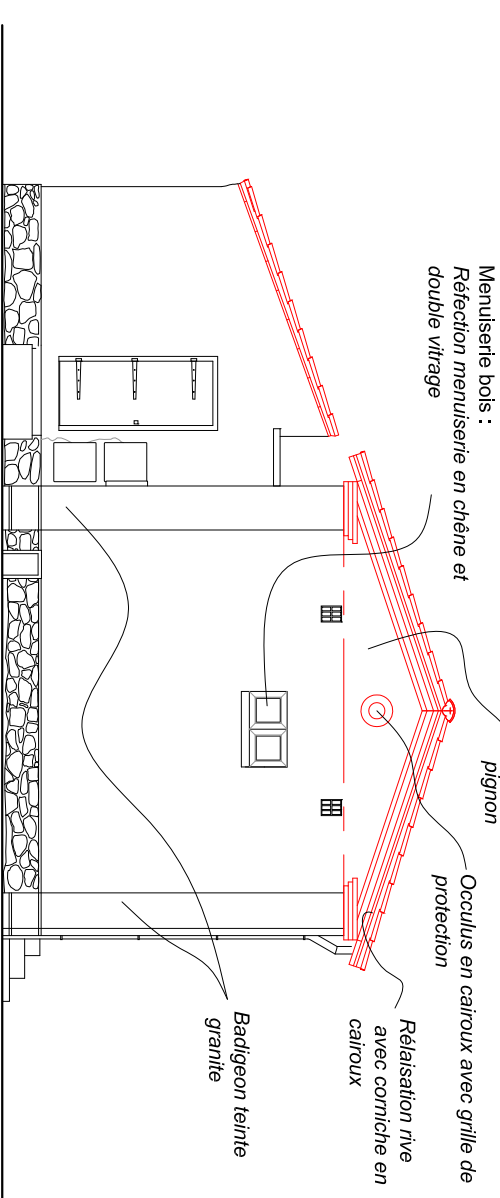 Menuiserie bois :
Réfection menuiserie en chêne et
double vitrage
pignon
Occulus en cairoux avec grille de
protection
Rélaisation rive
avec corniche en
cairoux
Badigeon teinte
granite